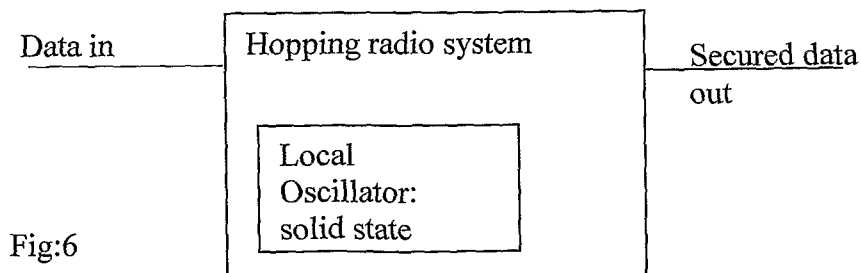 Data in
Hopping radio system
Secured data
out
Local
Oscillator:
solid state
Fig:6